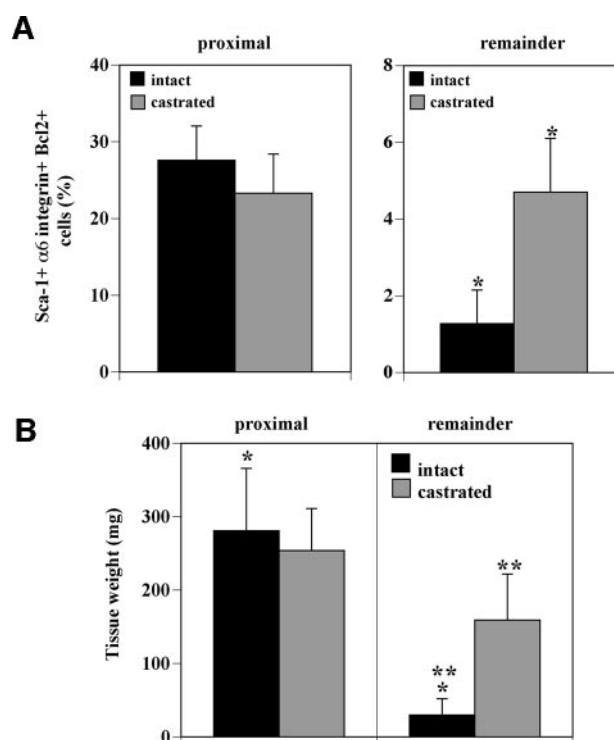 A
proximal
remainder
Sca-1+ α6 integrin+ Bcl2+
cells (%)
40
30
20
10
0
intact
castrated
8
6
4
2
0
intact
castrated
*
*
B
proximal
remainder
Tissue weight (mg)
400
300
200
100
0
*
intact
castrated
**
*
**